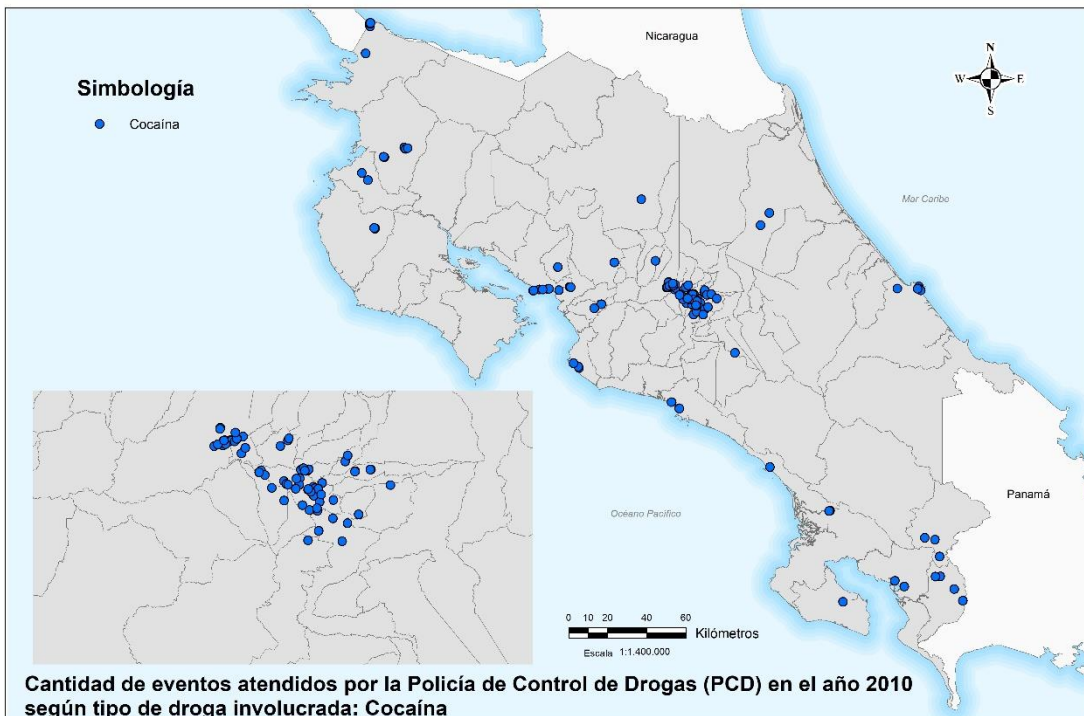 Nicaragua
N
W E
S
Simbología
Cocaína
Mar Caribe
Panamá
Océano Pacífico
0 10 20 40 60
Kilómetros
Escala 1:1.400.000
Cantidad de eventos atendidos por la Policía de Control de Drogas (PCD) en el año 2010
según tipo de droga involucrada: Cocaína